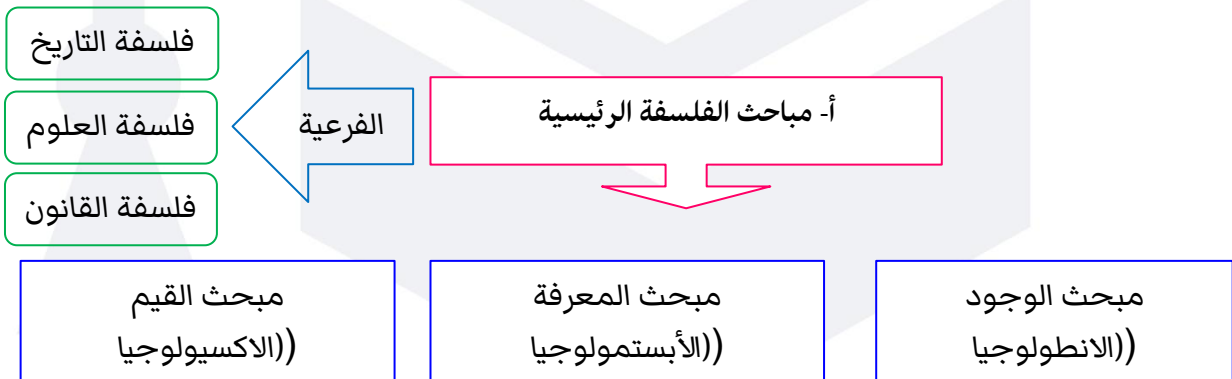 أ- مباحث الفلسفة الرئيسية
الفرعية
فلسفة التاريخ
فلسفة العلوم
فلسفة القانون
مبحث الوجود
((الانطولوجيا
مبحث المعرفة
((الأبستمولوجيا
مبحث القيم
((الاكسيولوجيا